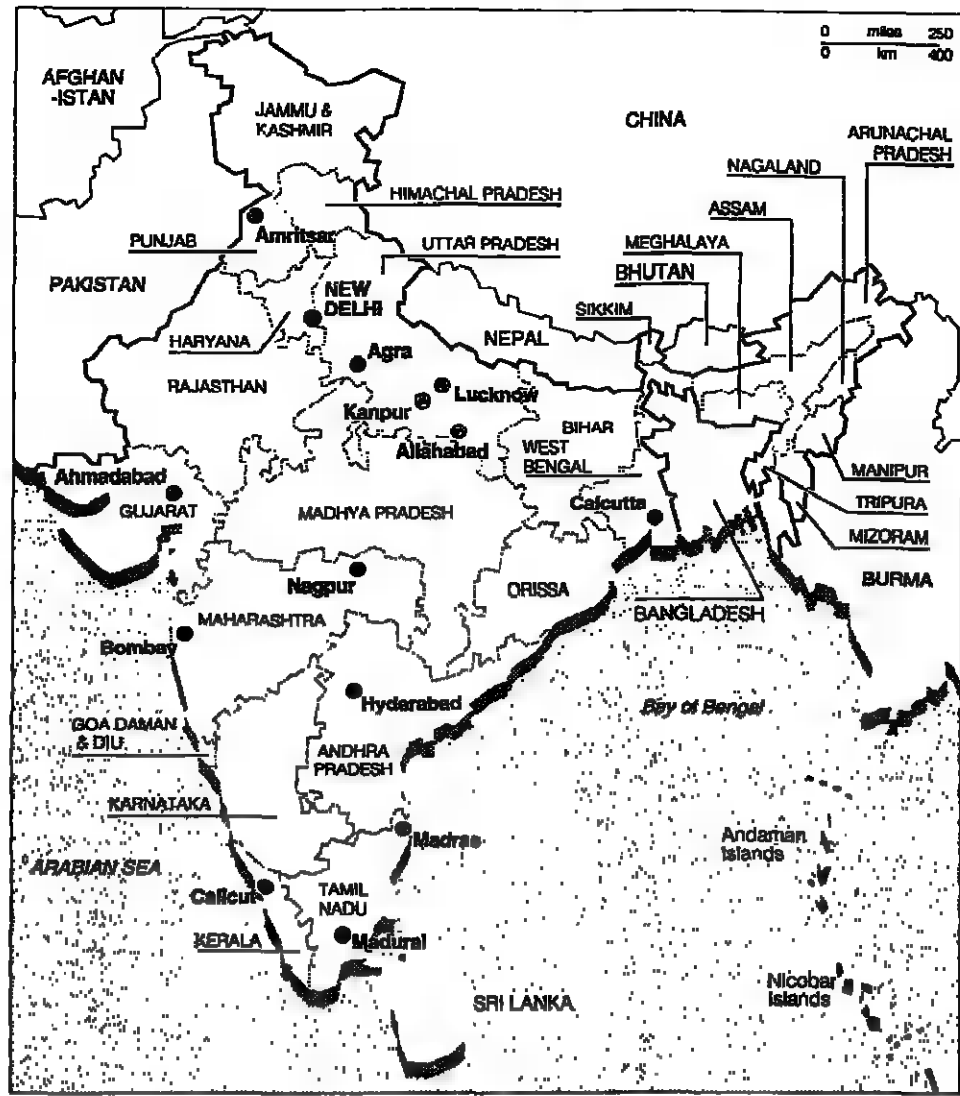 0 miles 250
0 km 400
AFGHAN
-ISTAN
JAMMU &
KASHMIR
CHINA
ARUNACHAL
PRADESH
NAGALAND
HIMACHAL PRADESH
ASSAM
Amritsar
PUNJAB
UTTAR PRADESH
MEGHALAYA
BHUTAN
PAKISTAN
NEW
DELHI
SIKKIM
NEPAL
HARYANA
Agra
RAJASTHAN
Lucknow
Kanpur
BIHAR
Allahabad
WEST
BENGAL
Ahmadabad
MANIPUR
GUJARAT
Calcutta
TRIPURA
MADHYA PRADESH
MIZORAM
Nagpur
ORISSA
BURMA
MAHARASHTRA
BANGLADESH
Bombay
Hyderabad
Bay of Bengal
GOA DAMAN
& DIU
ANDHRA
PRADESH
KARNATAKA
Madras
Andaman
Islands
ARABIAN SEA
Calicut
TAMIL
NADU
KERALA
Madurai
Nicobar
Islands
SRI LANKA